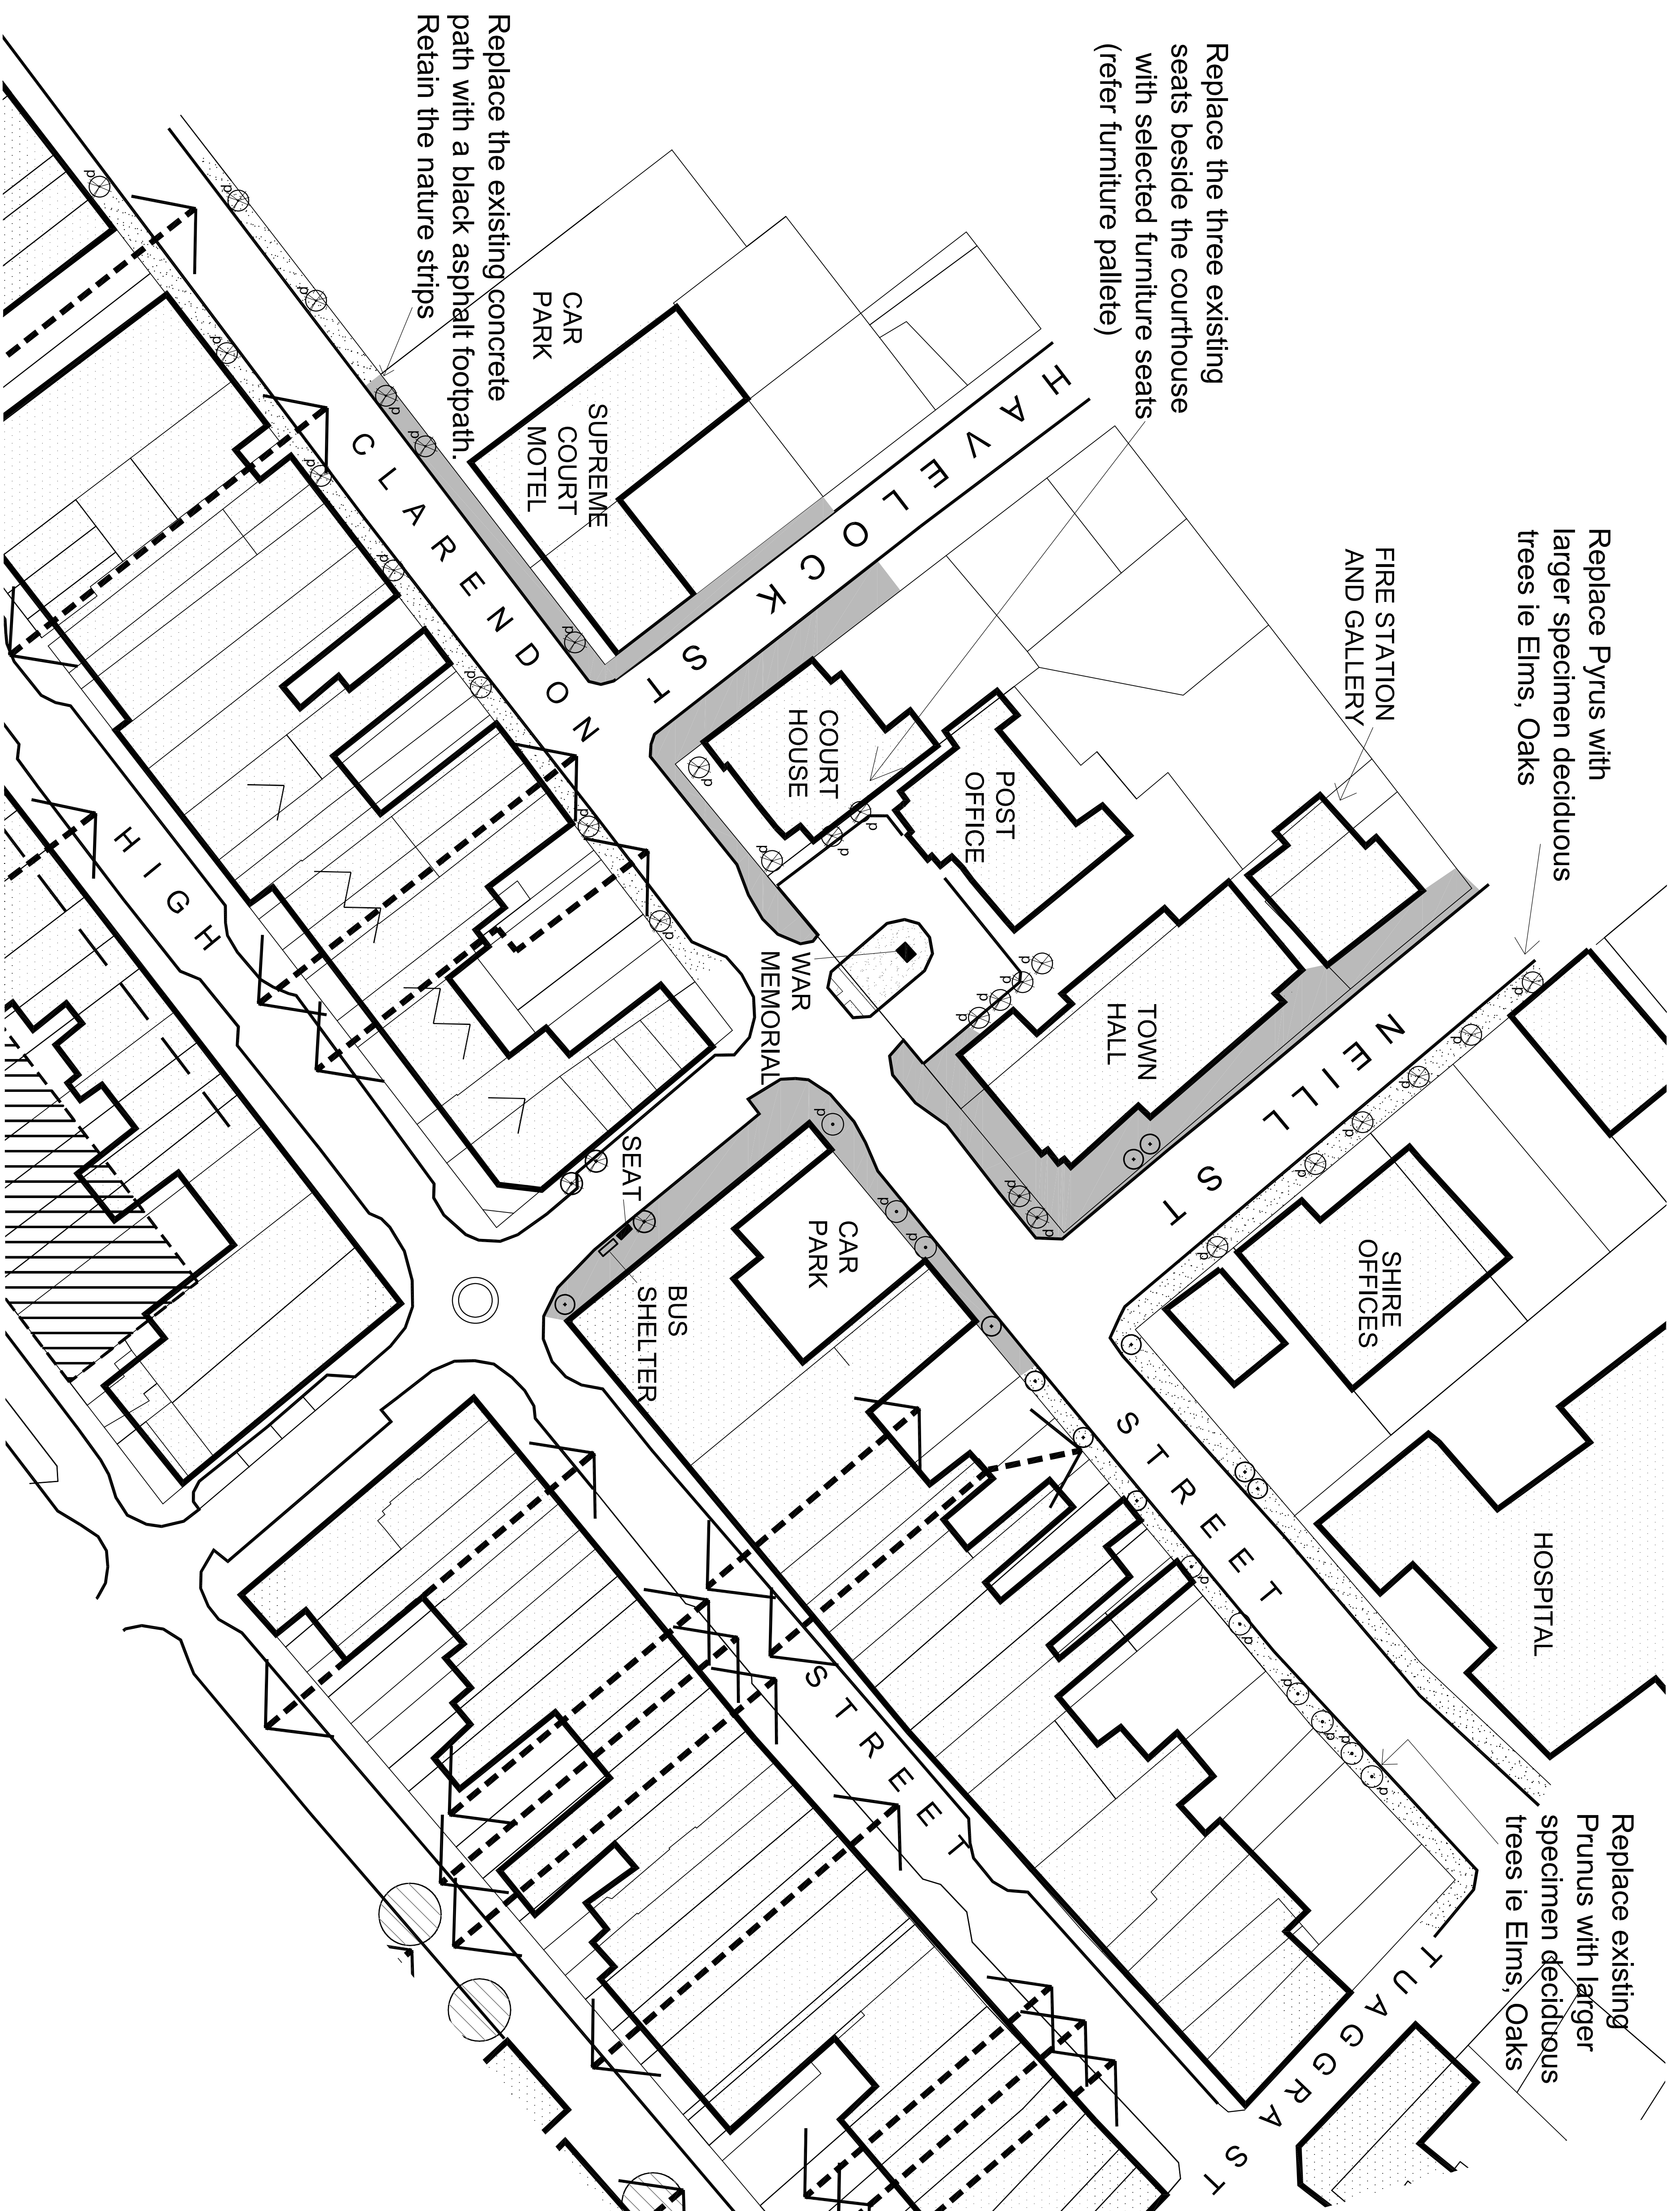 Replace Pyrus with
larger specimen deciduous
trees ie Elms, Oaks
Replace existing
Prunus with larger
specimen deciduous
trees ie Elms, Oaks
HOSPITAL
FIRE STATION
AND GALLERY
NEILL ST
SHIRE
OFFICES
TUAGGRA ST
Replace the three existing
seats beside the courthouse
with selected furniture seats
(refer furniture pallete)
HAVELOCK ST
TOWN
HALL
POST
OFFICE
COURT
HOUSE
WAR
MEMORIAL
CAR
PARK
SUPREME
COURT
MOTEL
CAR
PARK
BUS
SHELTER
SEAT
Replace the existing concrete
path with a black asphalt footpath.
Retain the nature strips
CLARENDON STREET
HIGH STREET